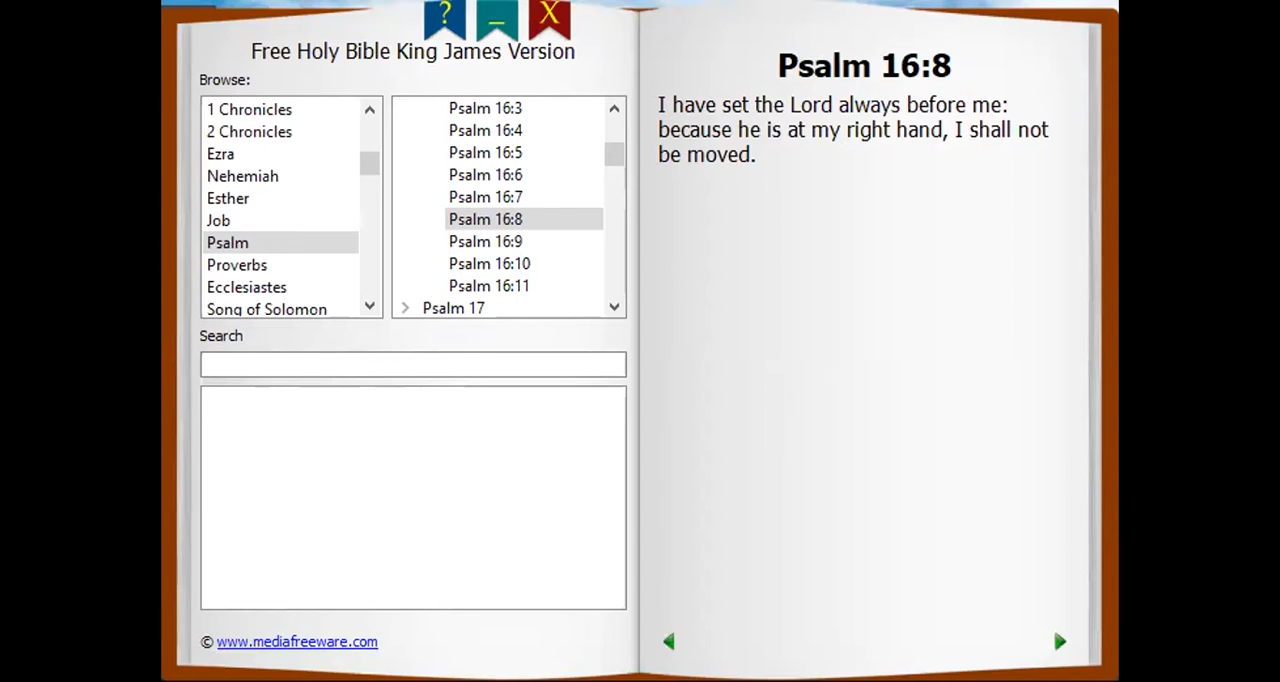 ? _ X
Free Holy Bible King James Version
Browse:
1 Chronicles
2 Chronicles
Ezra
Nehemiah
Esther
Job
Psalm
Proverbs
Ecclesiastes
Song of Solomon
Psalm 16:3
Psalm 16:4
Psalm 16:5
Psalm 16:6
Psalm 16:7
Psalm 16:8
Psalm 16:9
Psalm 16:10
Psalm 16:11
Psalm 17
Search
© www.mediafreeware.com
Psalm 16:8
I have set the Lord always before me:
because he is at my right hand, I shall not
be moved.